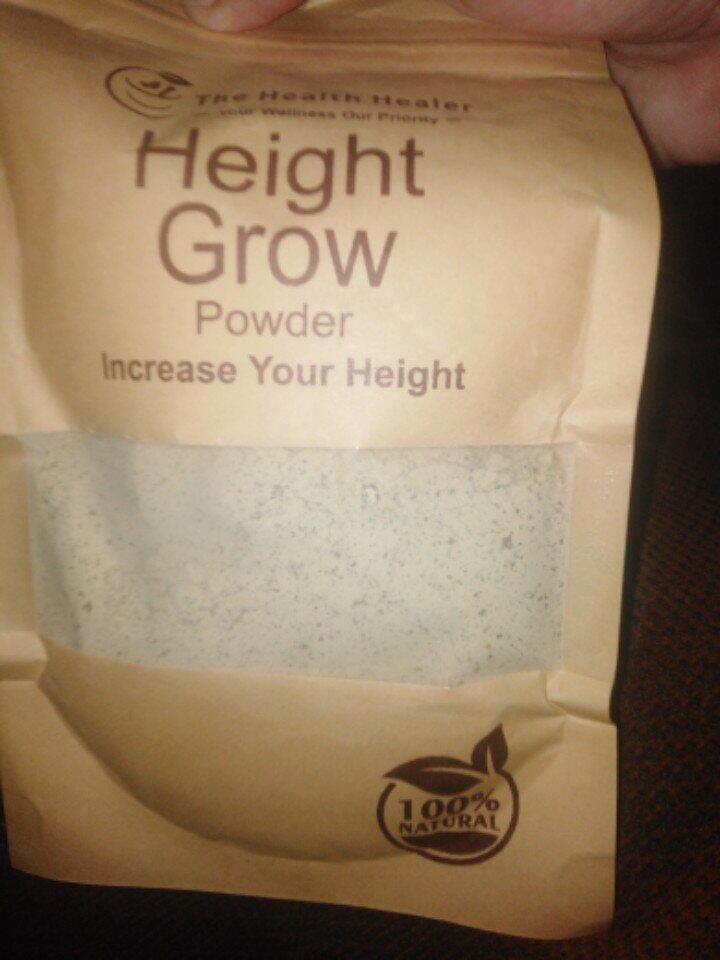 The Health Healer
Your Wellness Our Priority
Height
Grow
Powder
Increase Your Height
100%
NATURAL